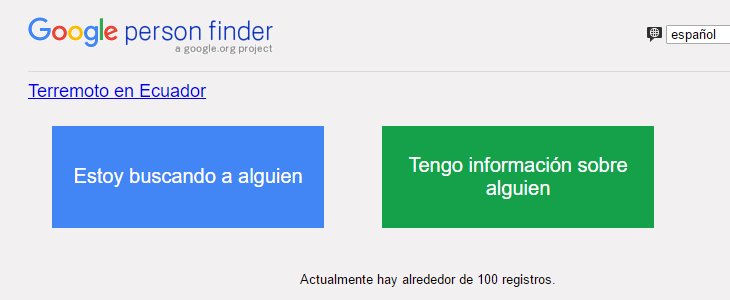 Google person finder
a google.org project
español
Terremoto en Ecuador
Estoy buscando a alguien
Tengo información sobre
alguien
Actualmente hay alrededor de 100 registros.